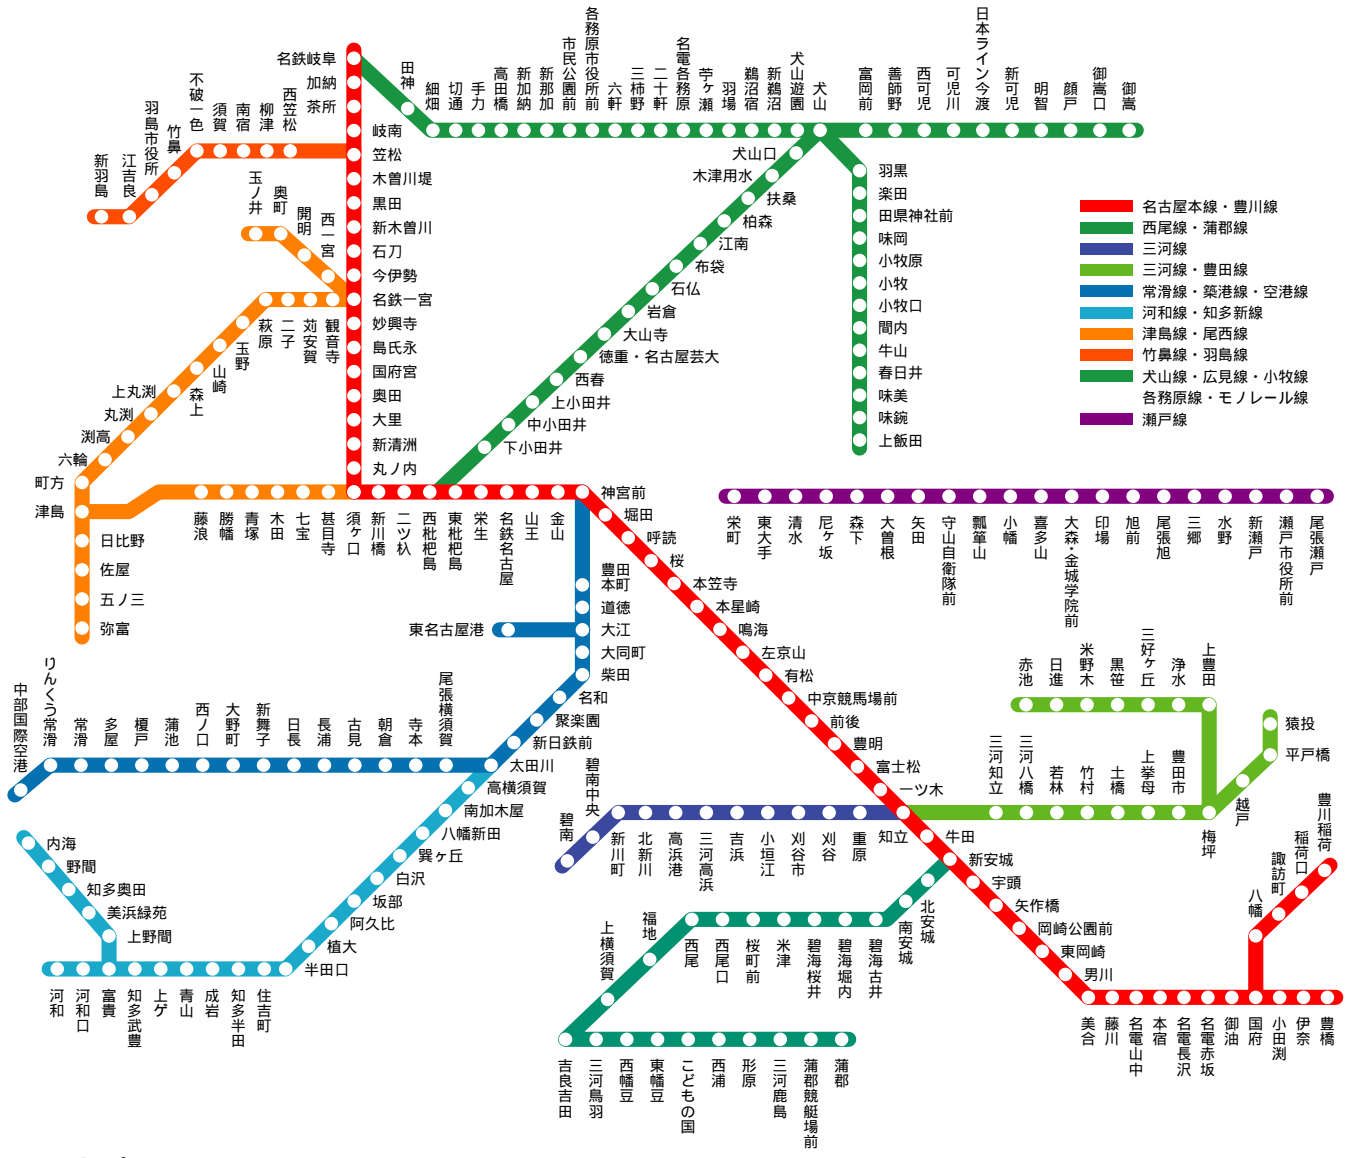 名鉄岐阜
加納
茶所
岐南
笠松
木曽川堤
黒田
新木曽川
石刀
今伊勢
名鉄一宮
妙興寺
島氏永
国府宮
奥田
大里
新清洲
丸ノ内
田神
細畑
切通
手力
高田橋
新加納
新那加
市民公園前
各務原市役所前
六軒
三柿野
二十軒
名電各務原
苧ヶ瀬
羽場
鵜沼宿
新鵜沼
犬山遊園
犬山
富岡前
善師野
西可児
可児川
日本ライン今渡
新可児
明智
顔戸
御嵩口
御嵩
新羽島
江吉良
羽島市役所
竹鼻
不破一色
須賀
南宿
柳津
西笠松
玉ノ井
奥町
開明
西一宮
萩原
二子
苅安賀
観音寺
玉野
山崎
森上
上丸渕
丸渕
渕高
六輪
町方
津島
日比野
佐屋
五ノ三
弥富
犬山口
木津用水
扶桑
柏森
江南
布袋
石仏
岩倉
大山寺
徳重・名古屋芸大
西春
上小田井
中小田井
下小田井
羽黒
楽田
田県神社前
味岡
小牧原
小牧
小牧口
間内
牛山
春日井
味美
味鋺
上飯田
名古屋本線・豊川線
西尾線・蒲郡線
三河線
三河線・豊田線
常滑線・築港線・空港線
河和線・知多新線
津島線・尾西線
竹鼻線・羽島線
犬山線・広見線・小牧線
各務原線・モノレール線
瀬戸線
藤浪
勝幡
青塚
木田
七宝
甚目寺
須ヶ口
新川橋
二ツ杁
西枇杷島
東枇杷島
栄生
名鉄名古屋
山王
金山
神宮前
堀田
呼続
桜
本笠寺
本星崎
鳴海
左京山
有松
中京競馬場前
前後
豊明
富士松
一ツ木
知立
牛田
新安城
宇頭
矢作橋
岡崎公園前
東岡崎
男川
栄町
東大手
清水
尼ヶ坂
森下
大曽根
矢田
守山自衛隊前
瓢箪山
小幡
喜多山
大森・金城学院前
印場
旭前
尾張旭
三郷
水野
新瀬戸
瀬戸市役所前
尾張瀬戸
豊田
本町
道徳
大江
東名古屋港
大同町
柴田
名和
聚楽園
新日鉄前
太田川
中部国際空港
りんくう常滑
常滑
多屋
榎戸
蒲池
西ノ口
大野町
新舞子
日長
長浦
古見
朝倉
寺本
尾張横須賀
高横須賀
南加木屋
八幡新田
巽ヶ丘
白沢
坂部
阿久比
植大
半田口
内海
野間
知多奥田
美浜緑苑
上野間
河和
河和口
富貴
知多武豊
上ゲ
青山
成岩
知多半田
住吉町
碧南
碧南中央
新川町
北新川
高浜港
三河高浜
吉浜
小垣江
刈谷市
刈谷
重原
三河知立
三河八橋
若林
竹村
土橋
上挙母
豊田市
梅坪
越戸
平戸橋
猿投
赤池
日進
米野木
黒笹
三好ヶ丘
浄水
上豊田
北安城
南安城
碧海古井
碧海堀内
碧海桜井
米津
桜町前
西尾口
西尾
福地
上横須賀
吉良吉田
三河鳥羽
西幡豆
東幡豆
こどもの国
西浦
形原
三河鹿島
蒲郡競艇場前
蒲郡
美合
藤川
名電山中
本宿
名電長沢
名電赤坂
御油
国府
小田渕
伊奈
豊橋
八幡
諏訪町
稲荷口
豊川稲荷